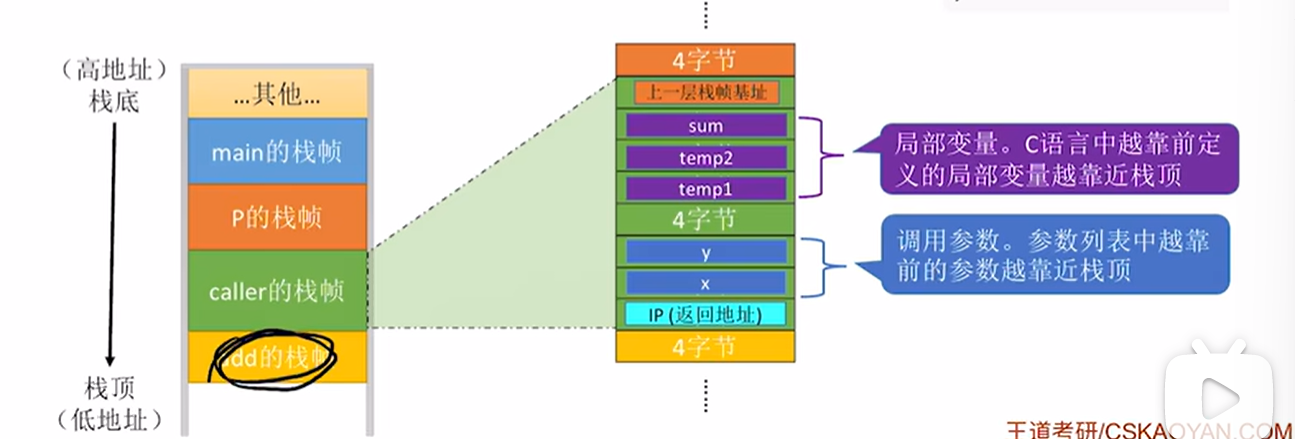 （高地址）
栈底
栈顶
（低地址）
…其他…
main的栈帧
P的栈帧
caller的栈帧
dd的栈帧
4字节
上一层栈帧基址
sum
temp2
temp1
4字节
y
x
IP (返回地址)
4字节
局部变量。C语言中越靠前定
义的局部变量越靠近栈顶
调用参数。参数列表中越靠
前的参数越靠近栈顶
王道考研/CSKAOYAN.COM